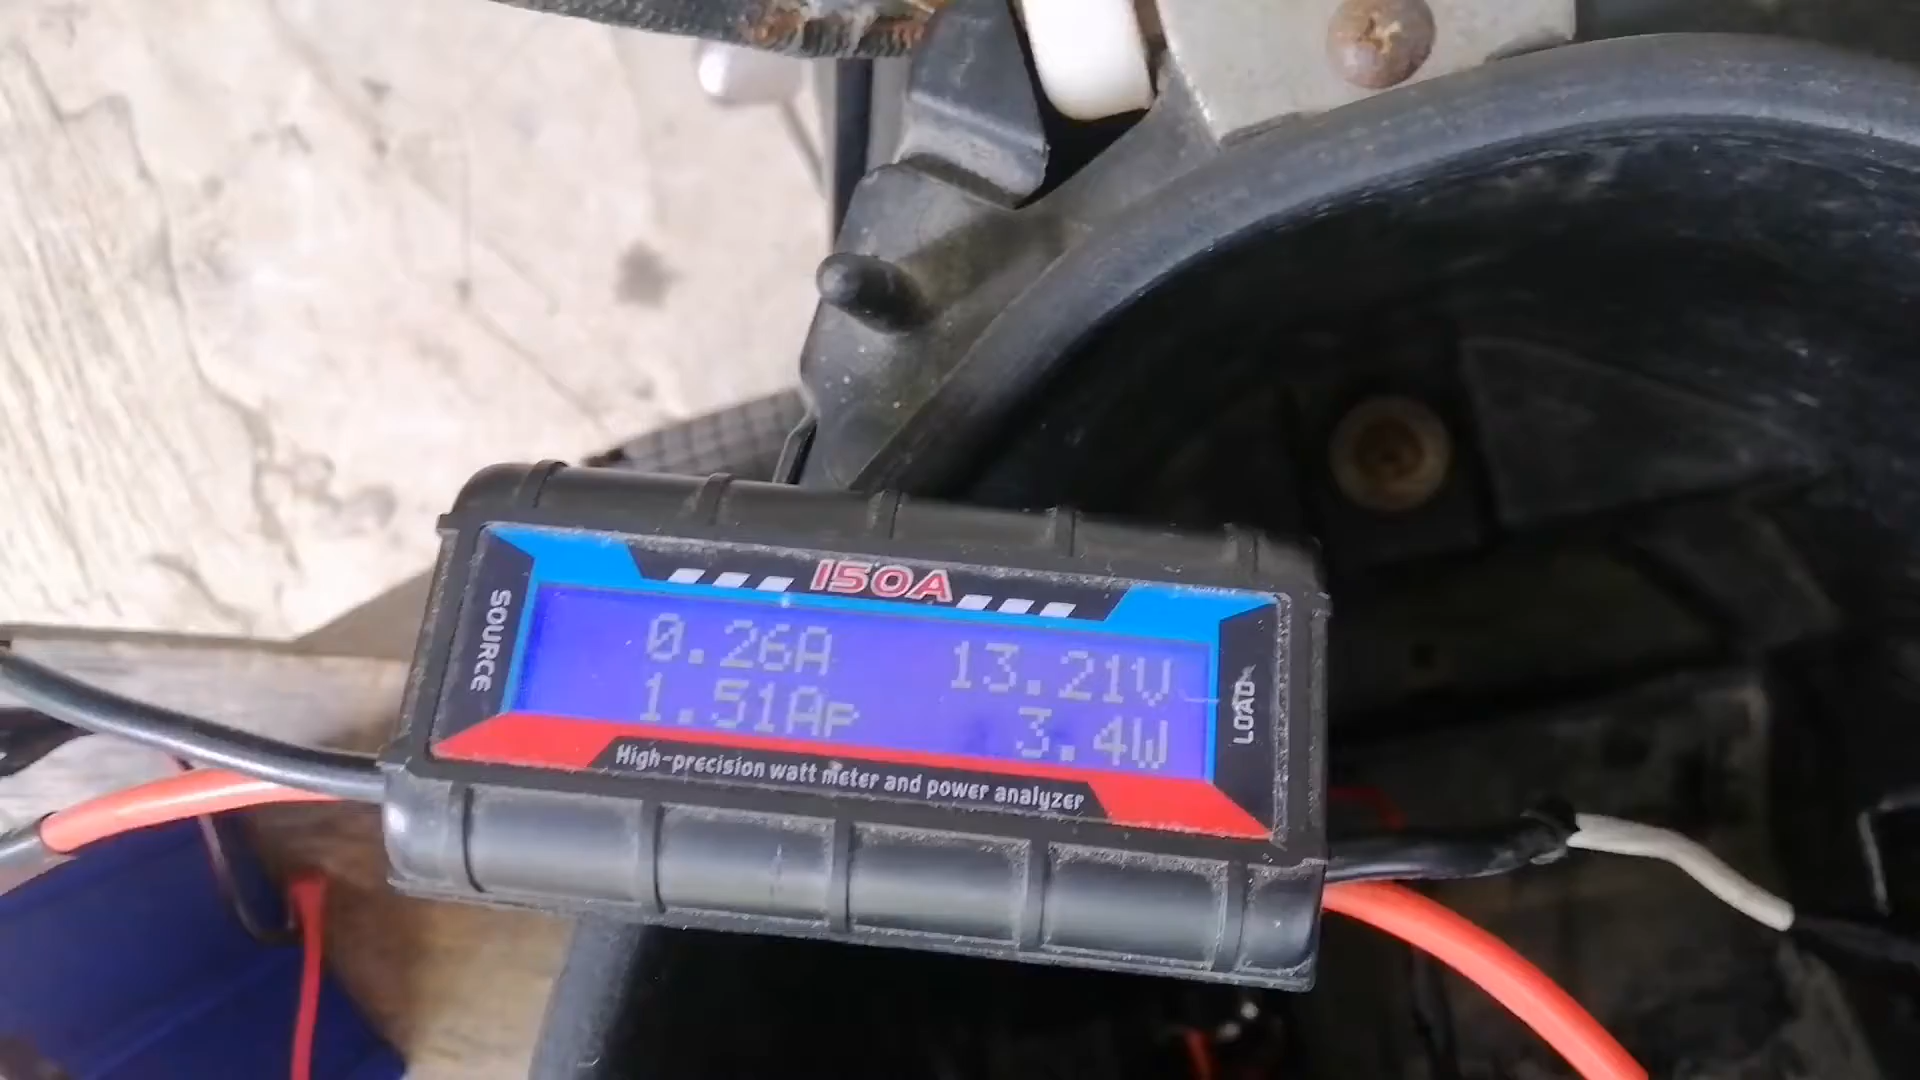 150A
SOURCE
0.26A 13.21V
1.51Ap 3.4W
LOAD
High-precision watt meter and power analyzer